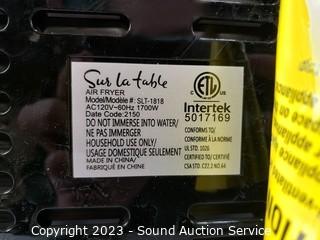 Sur la table
AIR FRYER
Model/Modèle #: SLT-1818
AC120V~60Hz 1700W
Date Code: 2150
DO NOT IMMERSE INTO WATER/
NE PAS IMMERGER
HOUSEHOLD USE ONLY/
USAGE DOMESTIQUE SEULEMENT
MADE IN CHINA/
FABRIQUÉ EN CHINE/
ETL
Intertek
5017169
CONFORMS TO/
CONFORME À LA NORME
UL STD. 1026
CERTIFIED TO/CERTIFIÉ
CSA STD. C22.2 NO.64
Copyright 2023 - Sound Auction Service